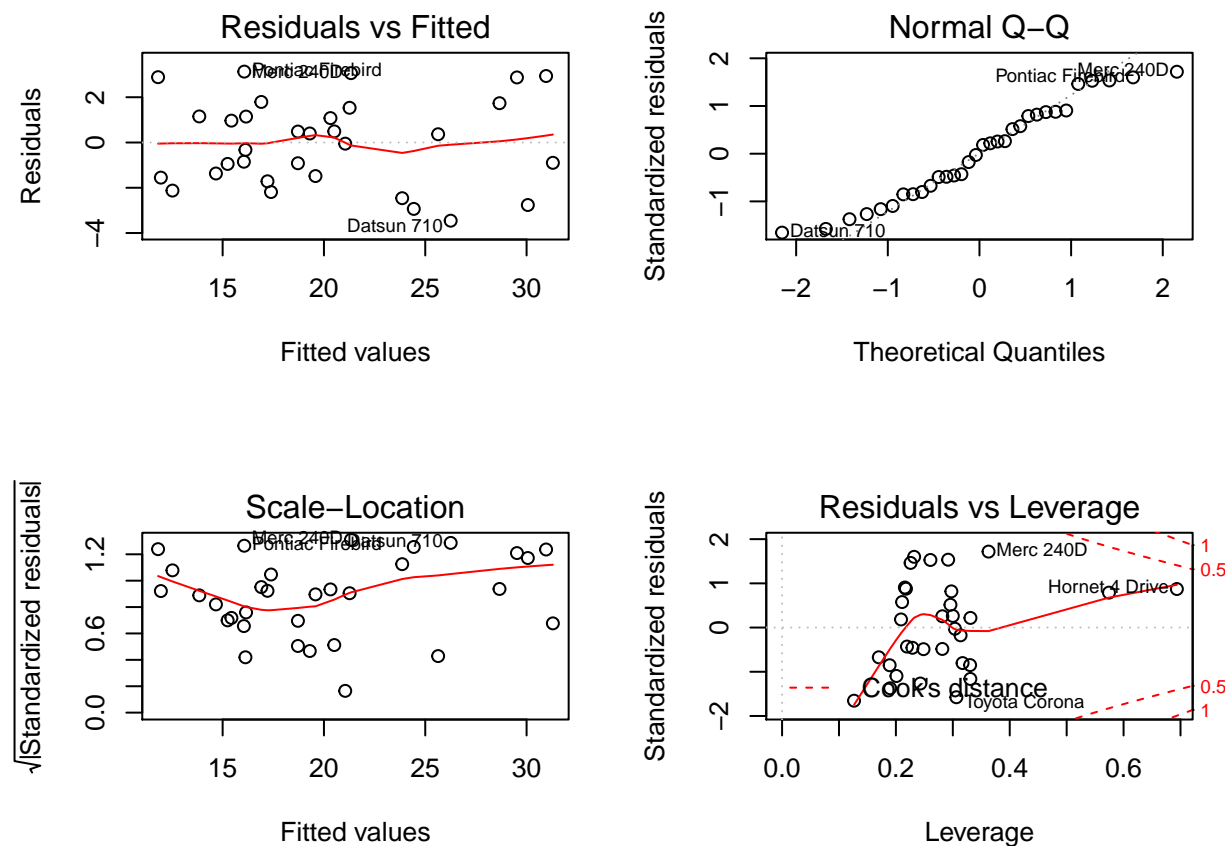 Residuals vs Fitted
Residuals
−4
0
2
Pontiac Firebird
Merc 240D
Datsun 710
15
20
25
30
Fitted values
Normal Q−Q
Standardized residuals
−1
0
1
2
Merc 240D
Pontiac Firebird
Datsun 710
−2
−1
0
1
2
Theoretical Quantiles
Scale−Location
√|Standardized residuals|
0.0
0.6
1.2
Merc 240D
Datsun 710
Pontiac Firebird
15
20
25
30
Fitted values
Residuals vs Leverage
Standardized residuals
−2
0
1
2
Merc 240D
Hornet 4 Drive
Toyota Corona
Cook's distance
1
0.5
0.5
1
0.0
0.2
0.4
0.6
Leverage